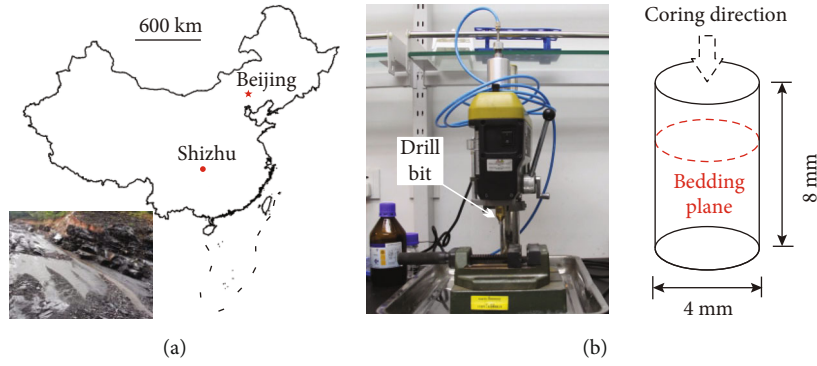 600 km
Beijing
Shizhu
(a)
Drill
bit
Coring direction
Bedding
plane
8 mm
4 mm
(b)